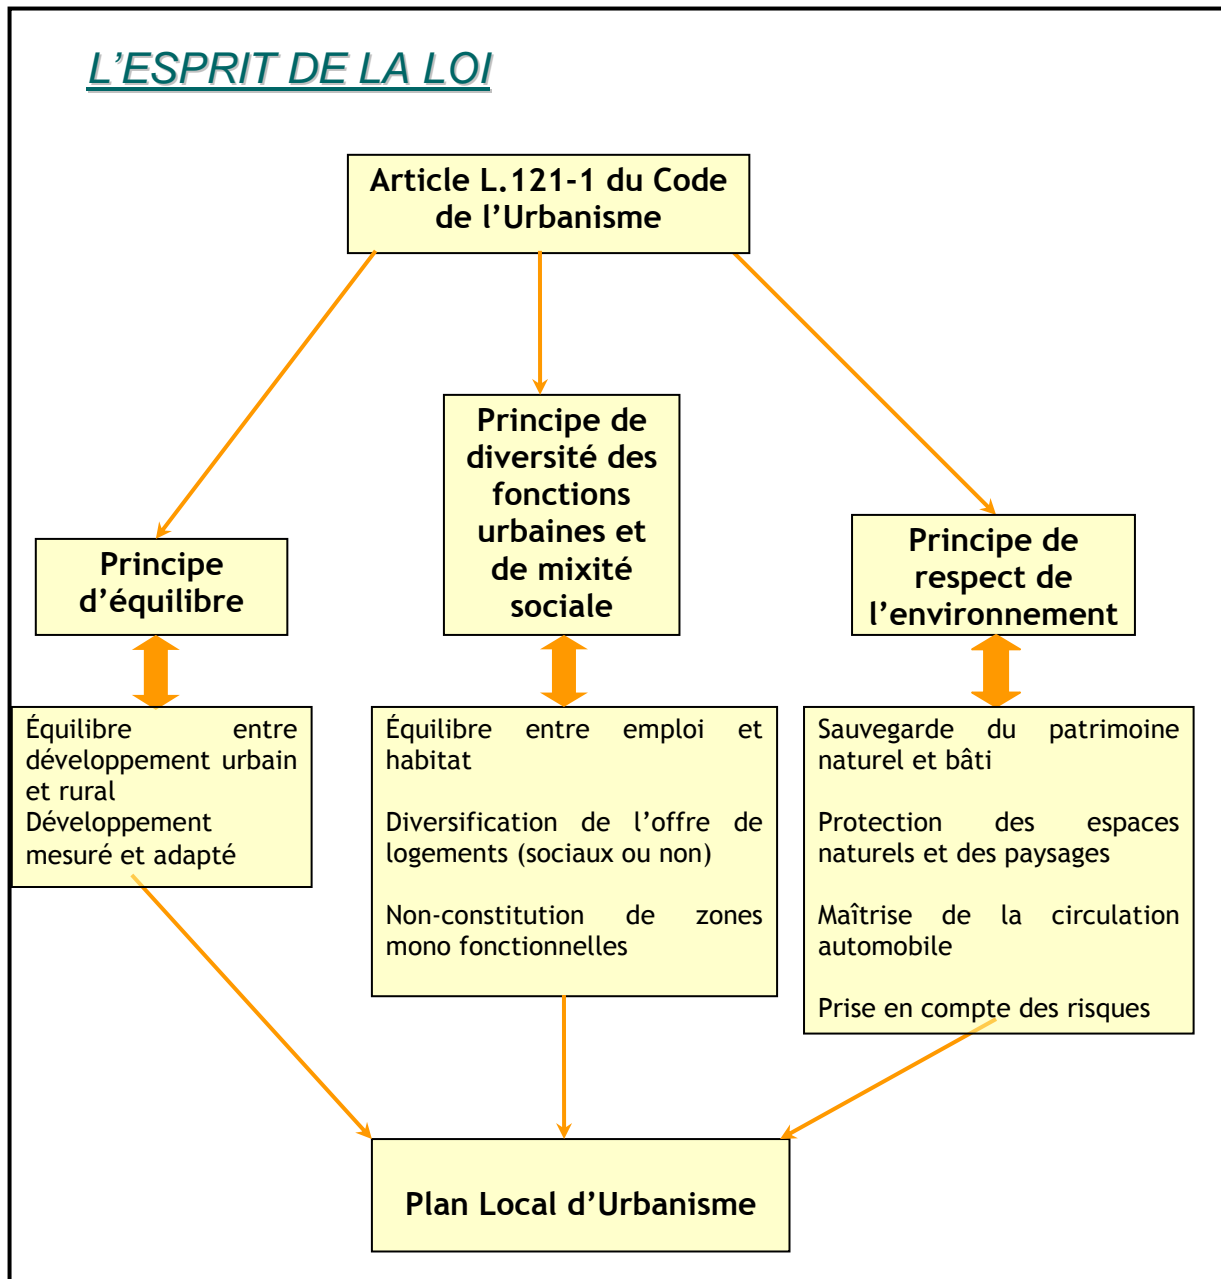 L’ESPRIT DE LA LOI
Article L.121-1 du Code
de l’Urbanisme
Principe
d’équilibre
Principe de
diversité des
fonctions
urbaines et
de mixité
sociale
Principe de
respect de
l’environnement
Équilibre entre
développement urbain
et rural
Développement
mesuré et adapté
Équilibre entre emploi et
habitat
Diversification de l’offre de
logements (sociaux ou non)
Non-constitution de zones
mono fonctionnelles
Sauvegarde du patrimoine
naturel et bâti
Protection des espaces
naturels et des paysages
Maîtrise de la circulation
automobile
Prise en compte des risques
Plan Local d’Urbanisme